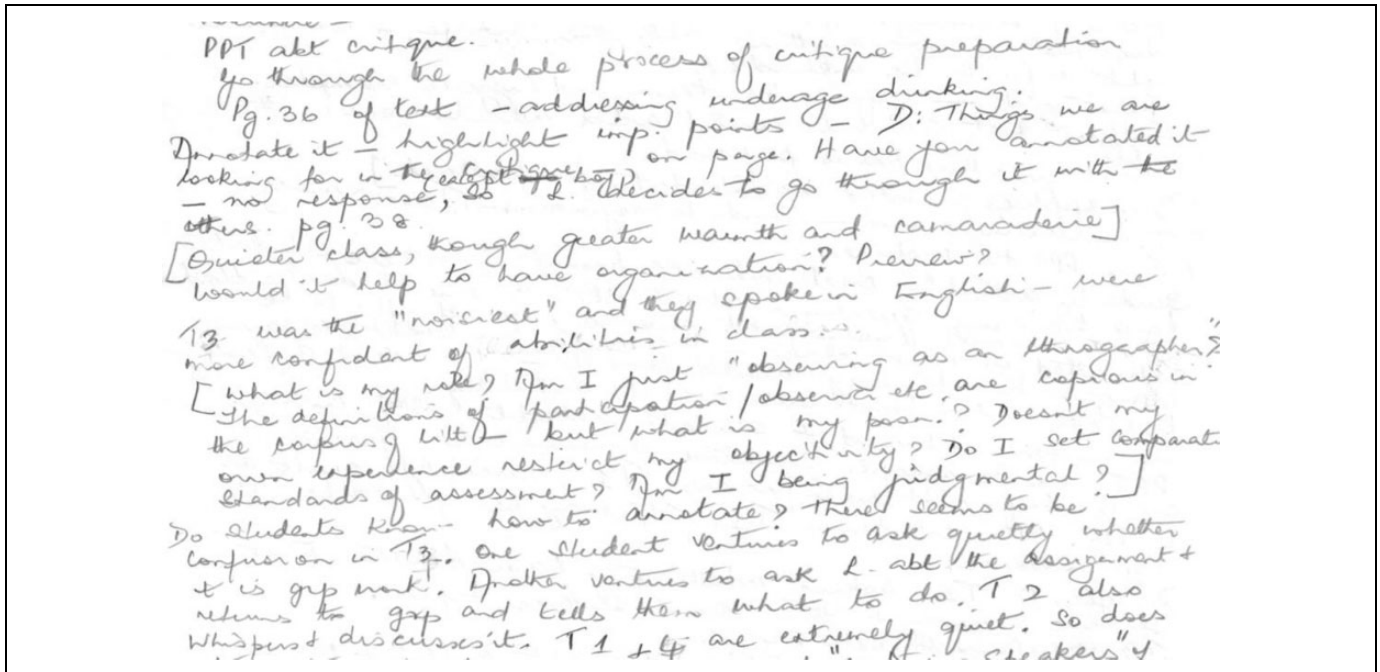 PPT abt critique.
Go through the whole process of critique preparation
Pg. 36 of text – addressing underage drinking.
Annotate it – highlight imp. points – D: Things we are
looking for in the on page. Have you annotated it
– no response, so L. decides to go through it with the
others. pg. 38
[Quieter class, though greater warmth and camaraderie]
Would it help to have organization? Preview?
T3 was the "noisiest" and they spoke in English – were
more confident of abilities in class...
[What is my role? Am I just "observing as an ethnographer"?
The definitions of participation / observer etc. are copious in
the corpus of litt – but what is my posn.? Doesn't my
own experience restrict my objectivity? Do I set comparat
standards of assessment? Am I being judgmental?]
Do students know how to annotate? There seems to be
confusion in T3. One student ventures to ask quietly whether
it is grp work. Another ventures to ask L. abt the assignment &
returns to grp and tells them what to do. T2 also
whispers & discusses it. T1 & 4 are extremely quiet. So does
speakers"